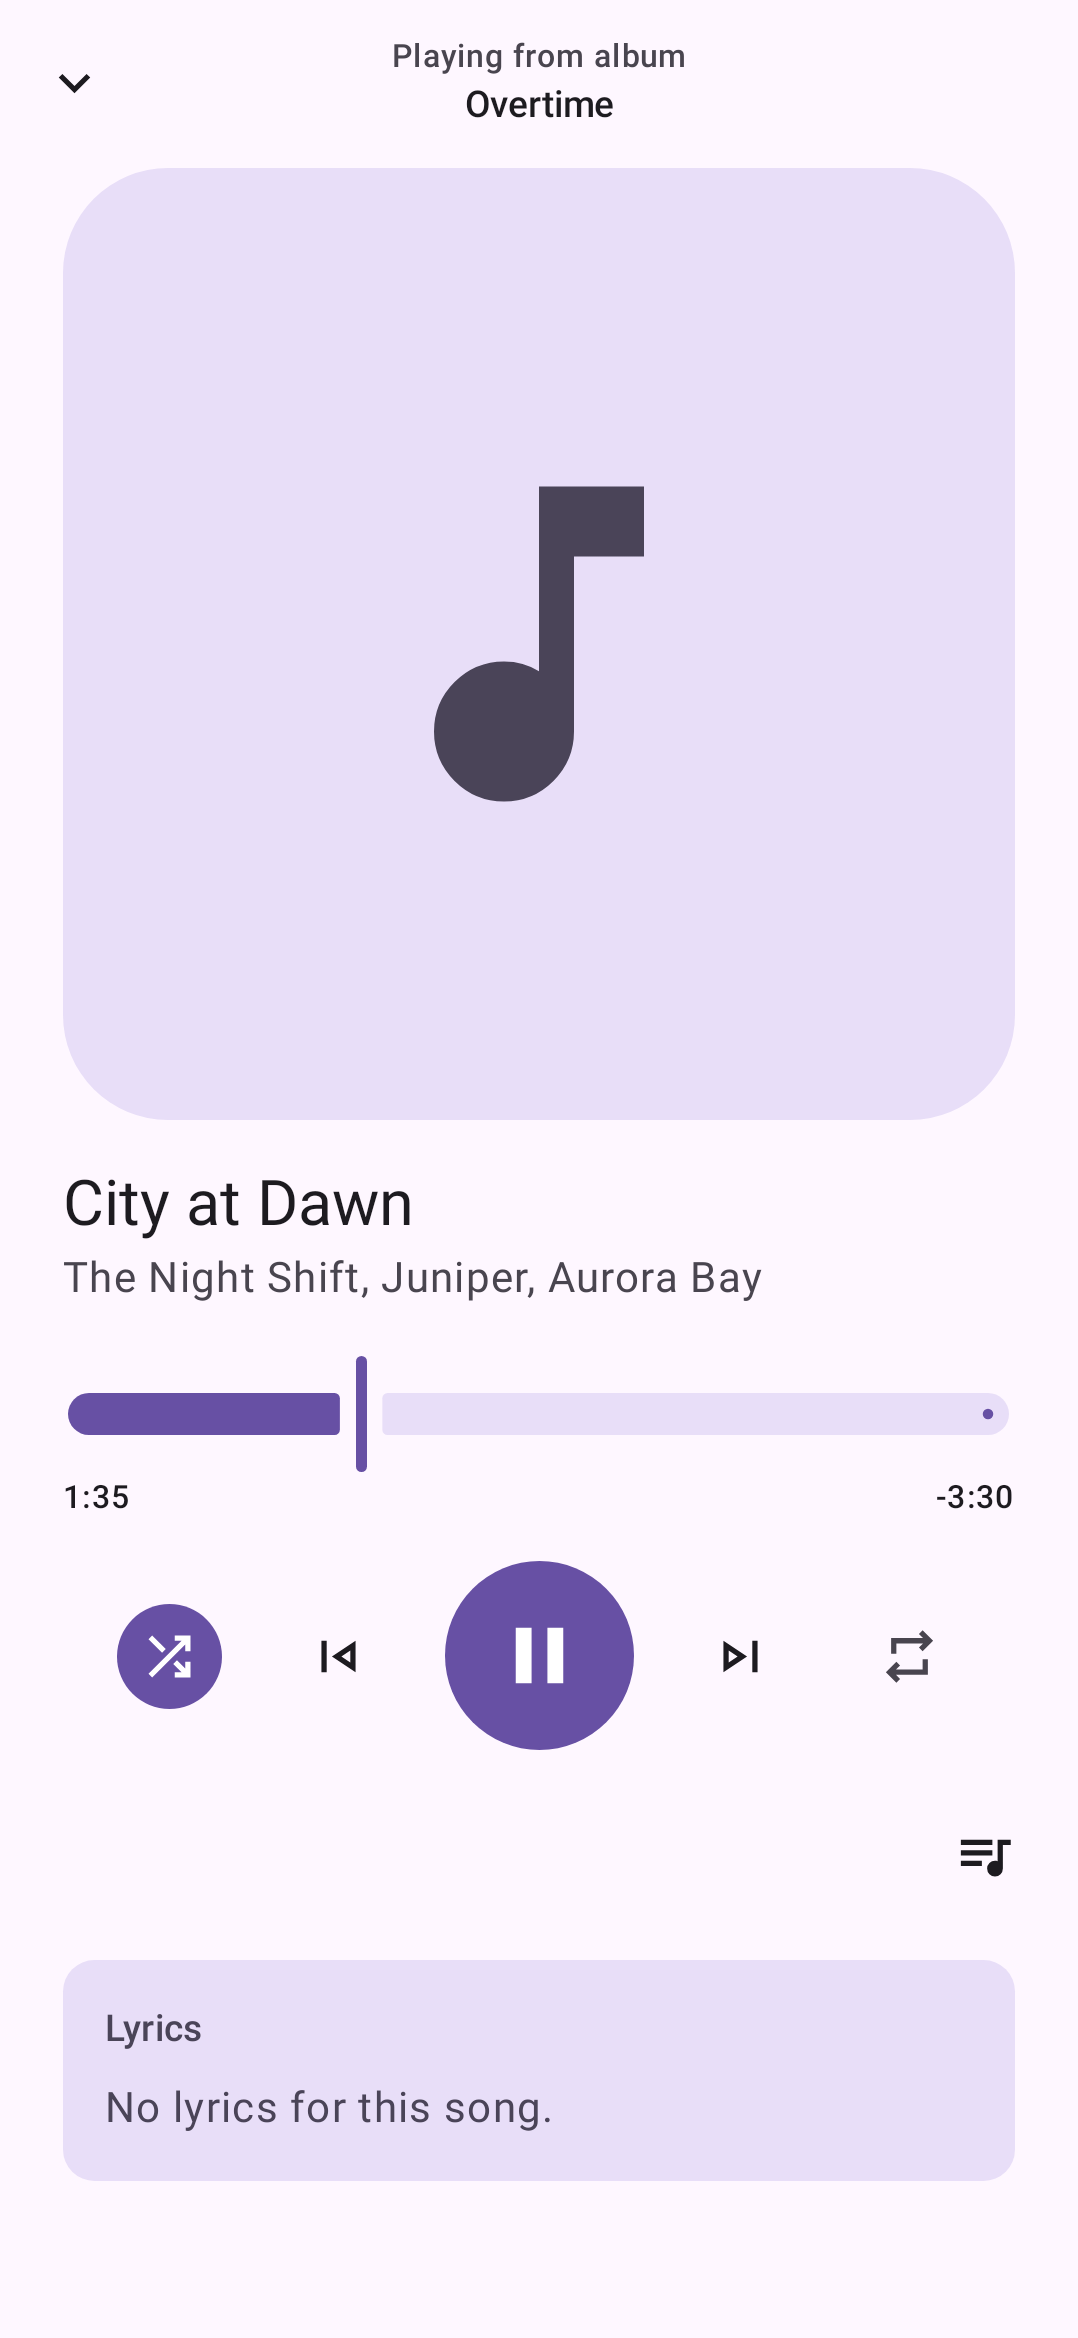 Playing from album
Overtime
City at Dawn
The Night Shift, Juniper, Aurora Bay
1:35
-3:30
Lyrics
No lyrics for this song.